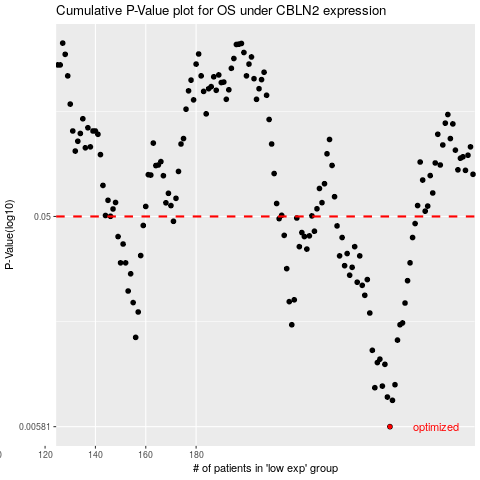 Cumulative P-Value plot for OS under CBLN2 expression
P-Value(log10)
0.05
0.00581
optimized
0 120 140 160 180
# of patients in 'low exp' group